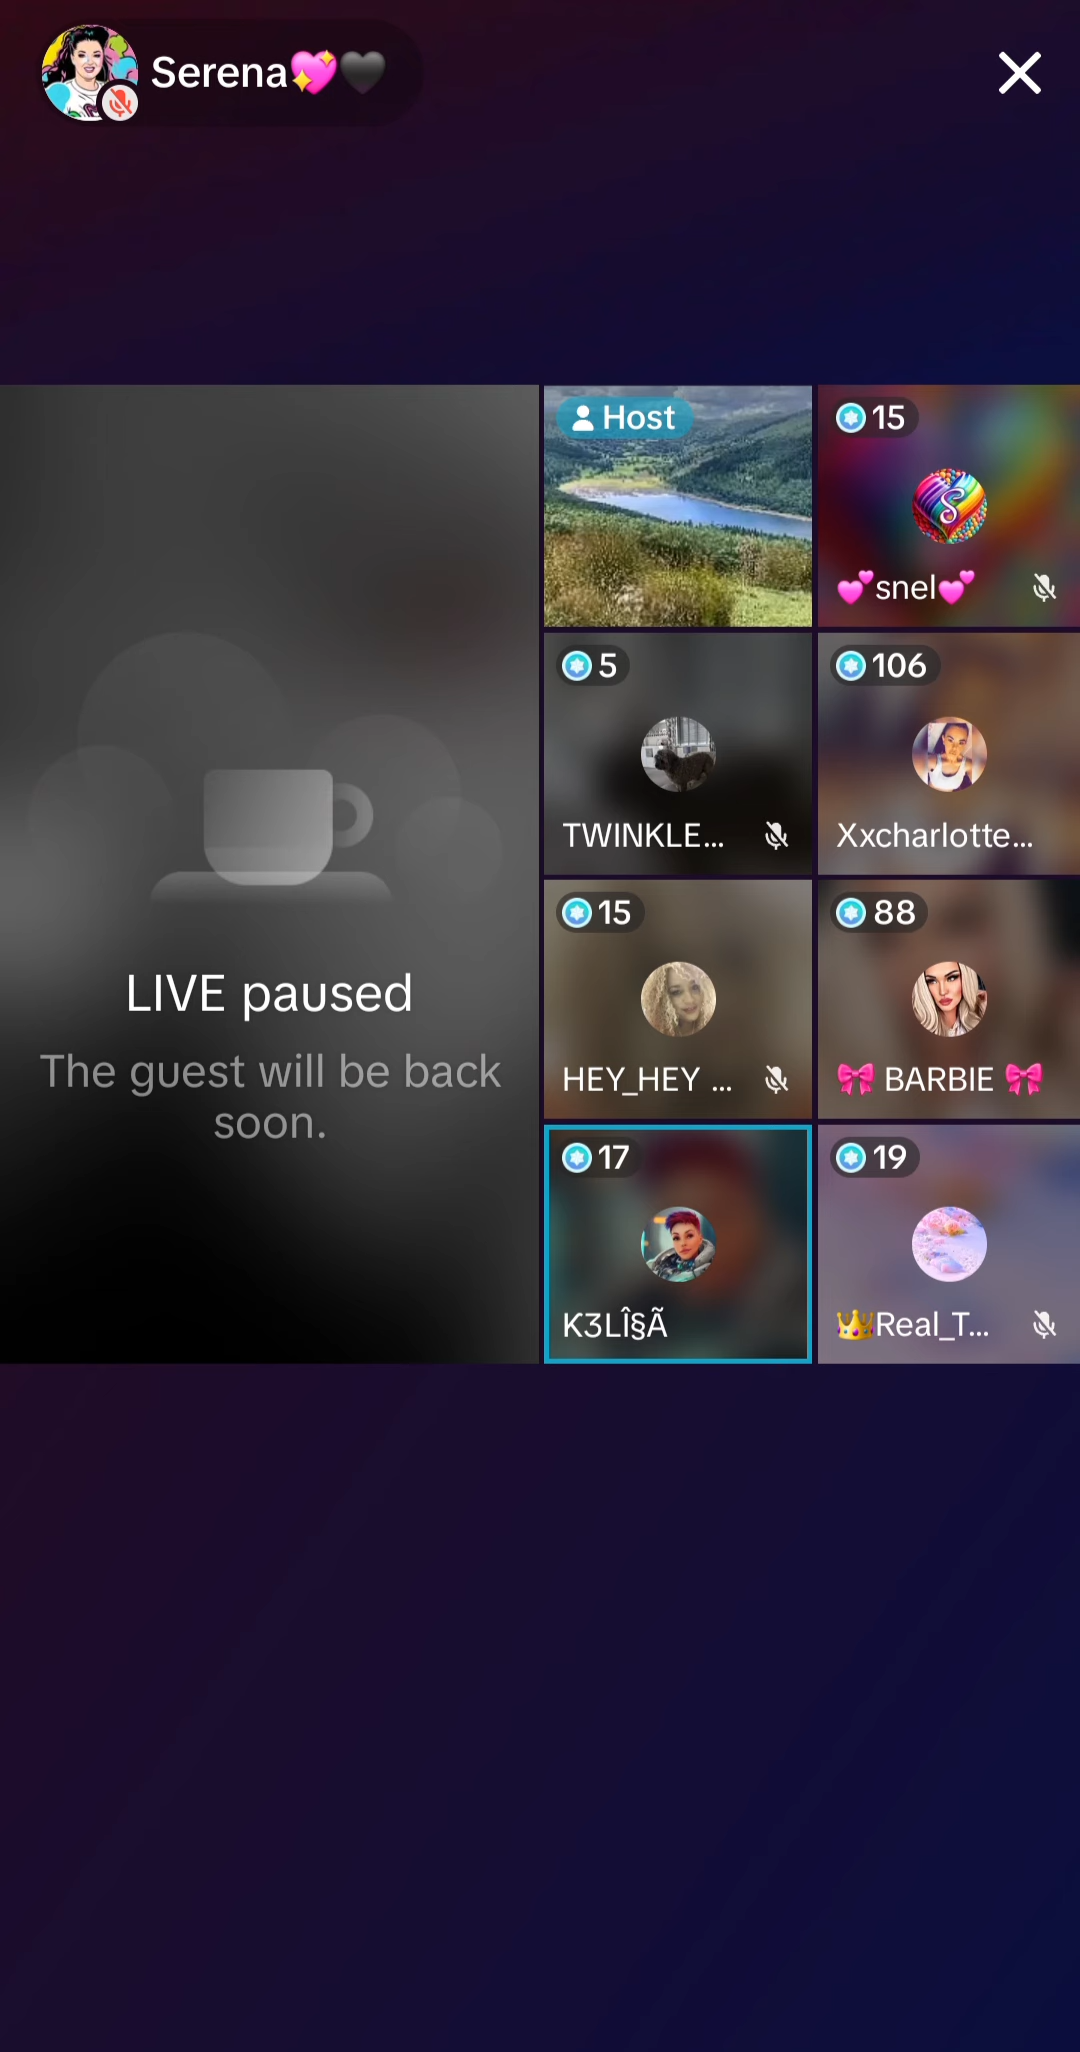 Serena💖🖤
LIVE paused
The guest will be back
soon.
Host
15
💕snel💕
5
TWINKLE...
106
Xxcharlotte...
15
HEY_HEY ...
88
🎀 BARBIE 🎀
17
K3LÎ§Ã
19
👑Real_T...